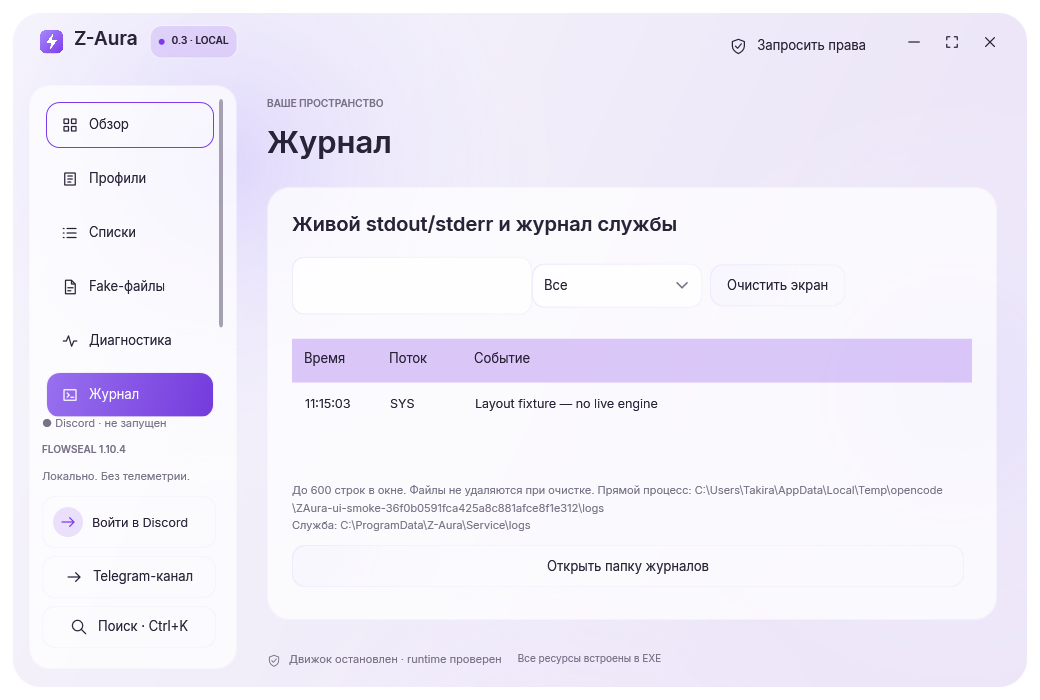 Z-Aura
0.3 · LOCAL
Запросить права
Обзор
Профили
Списки
Fake-файлы
Диагностика
Журнал
Discord · не запущен
FLOWSEAL 1.10.4
Локально. Без телеметрии.
Войти в Discord
Telegram-канал
Поиск · Ctrl+K
ВАШЕ ПРОСТРАНСТВО
Журнал
Живой stdout/stderr и журнал службы
Все
Очистить экран
Время Поток Событие
11:15:03 SYS Layout fixture — no live engine
До 600 строк в окне. Файлы не удаляются при очистке. Прямой процесс: C:\Users\Takira\AppData\Local\Temp\opencode
\ZAura-ui-smoke-36f0b0591fca425a8c881afce8f1e312\logs
Служба: C:\ProgramData\Z-Aura\Service\logs
Открыть папку журналов
Движок остановлен · runtime проверен Все ресурсы встроены в EXE